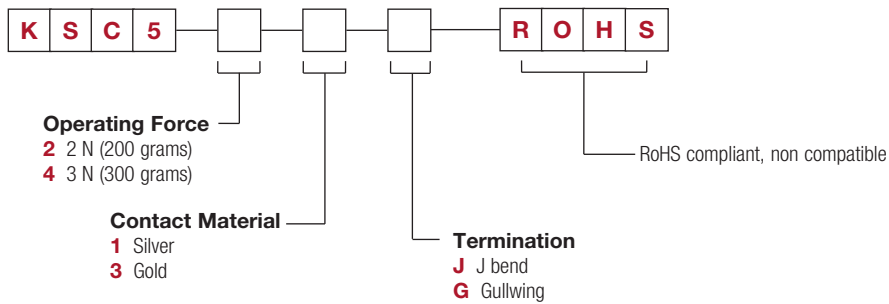 K S C 5 R O H S
Operating Force
2 2 N (200 grams)
4 3 N (300 grams)
RoHS compliant, non compatible
Contact Material
1 Silver
3 Gold
Termination
J J bend
G Gullwing